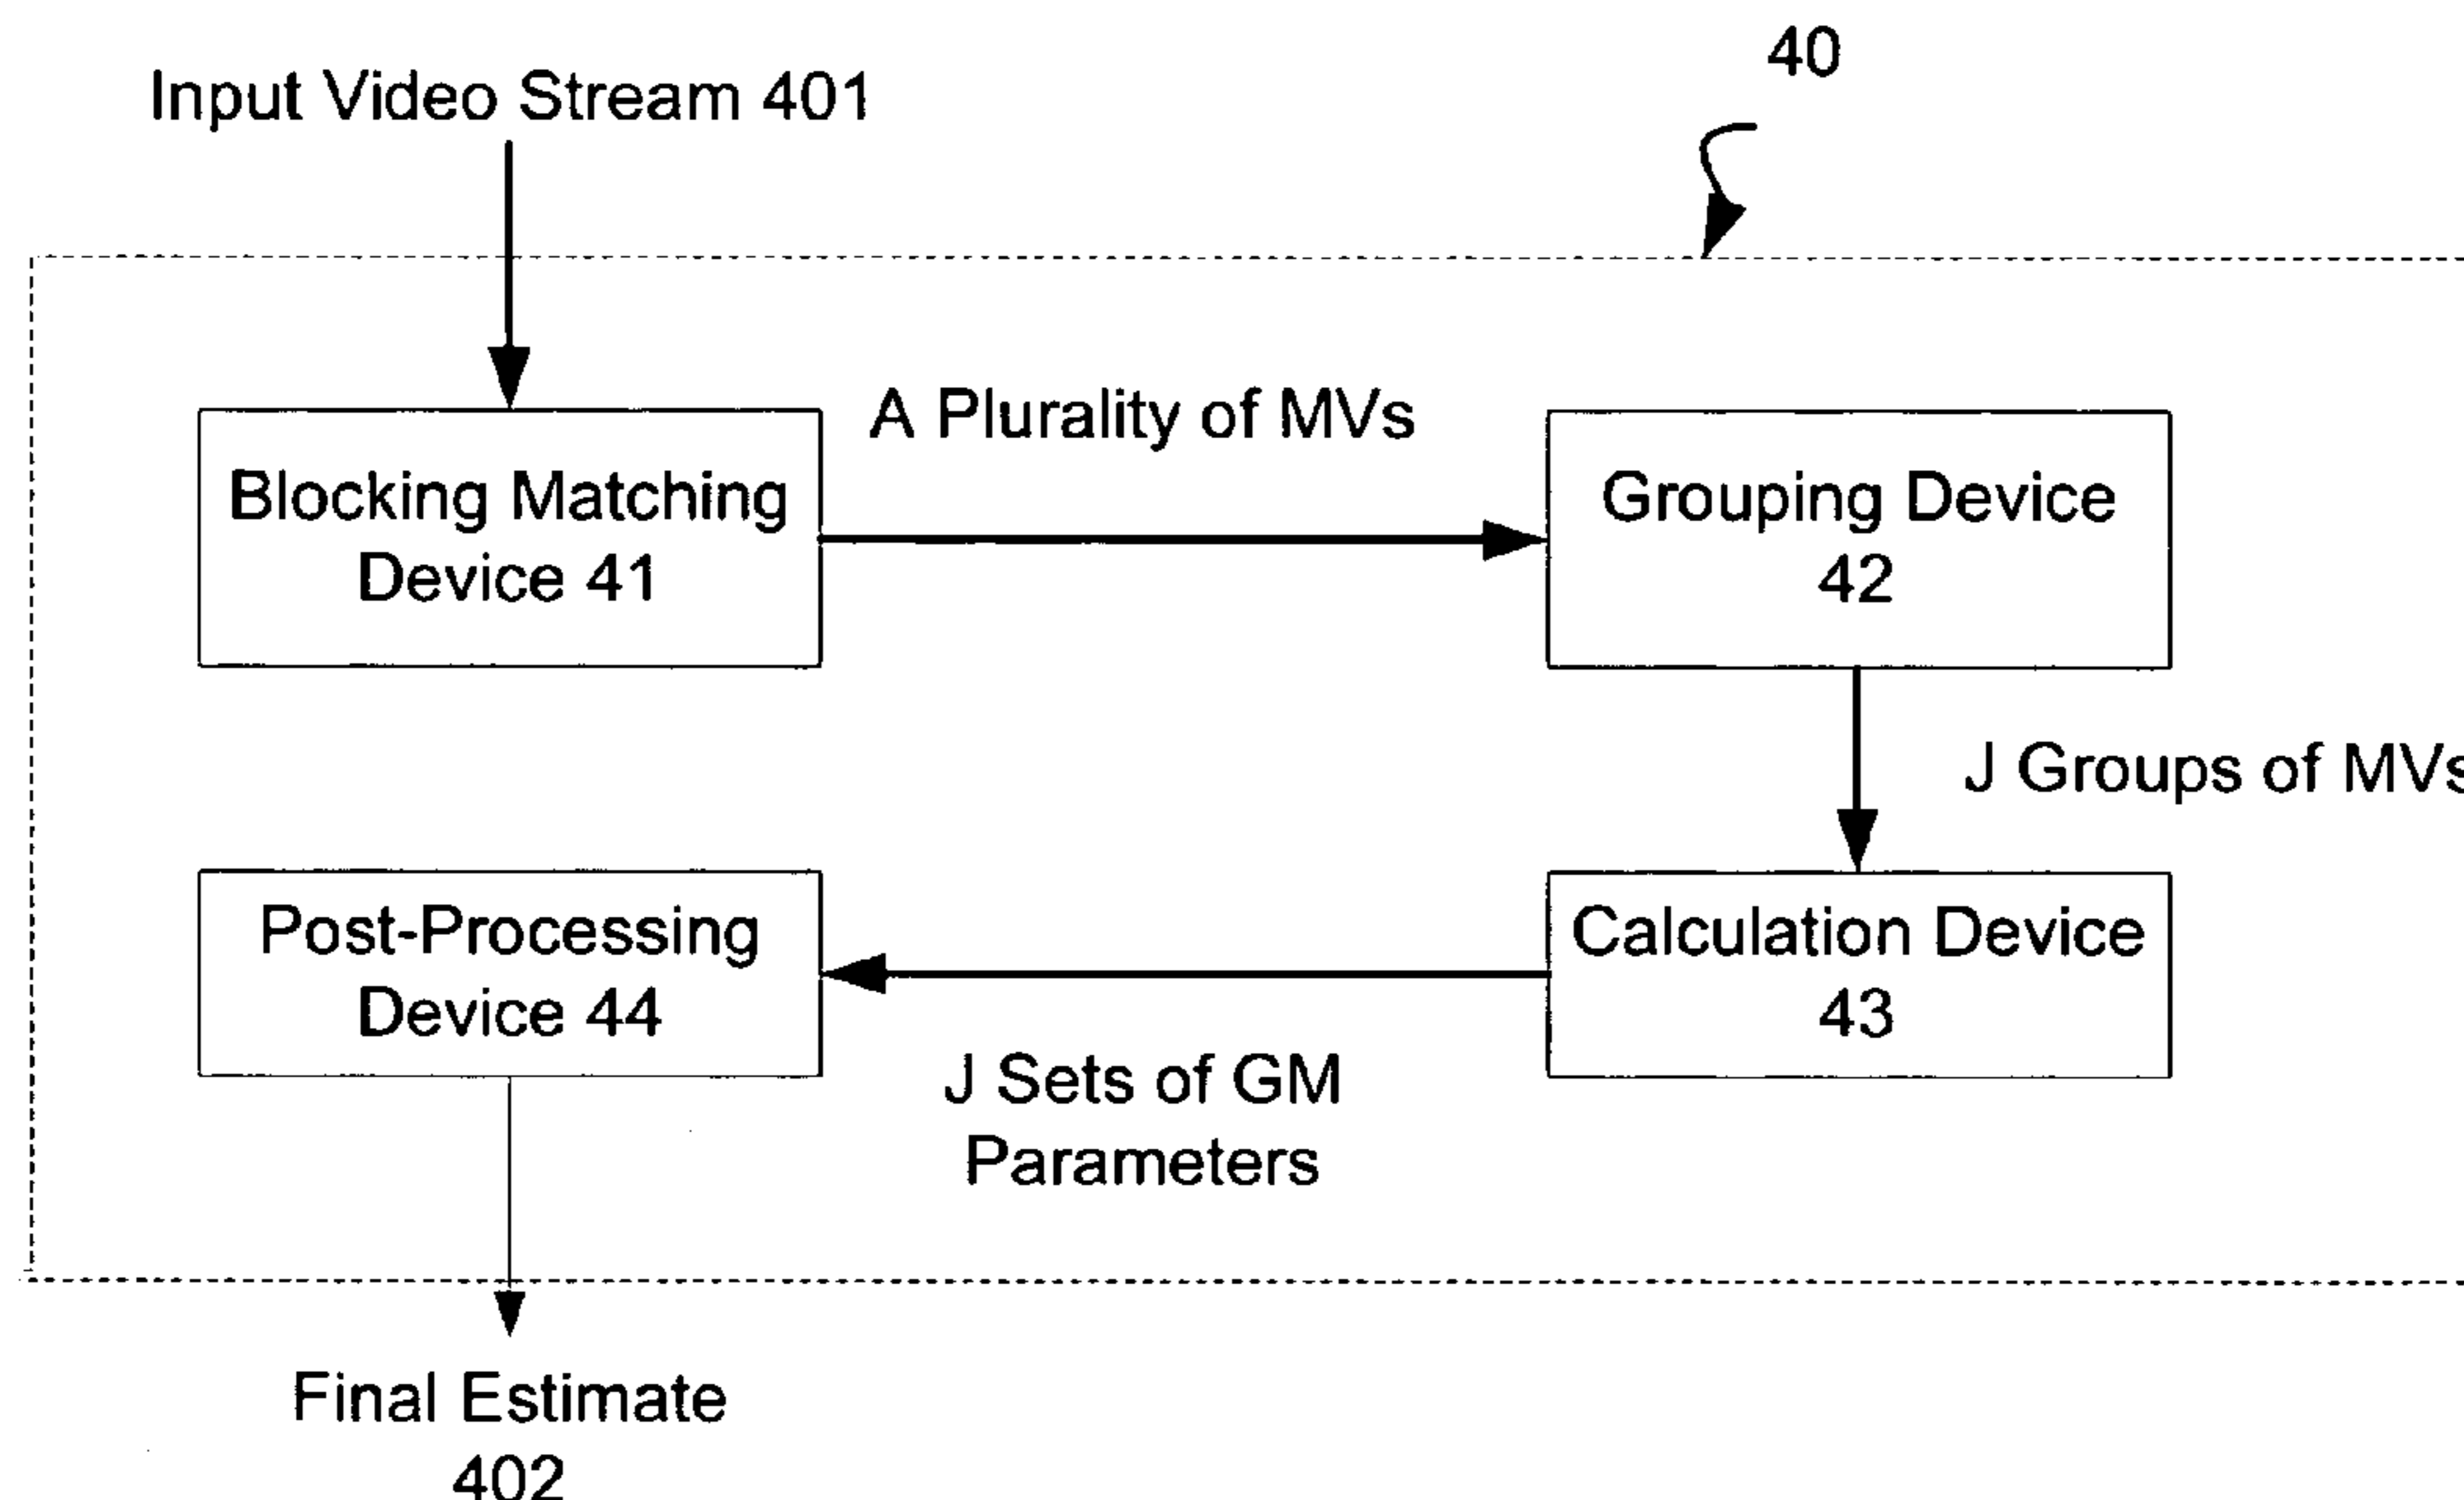 40
Input Video Stream 401
A Plurality of MVs
Blocking Matching
Device 41
Grouping Device
42
J Groups of MVs
Post-Processing
Device 44
Calculation Device
43
J Sets of GM
Parameters
Final Estimate
402